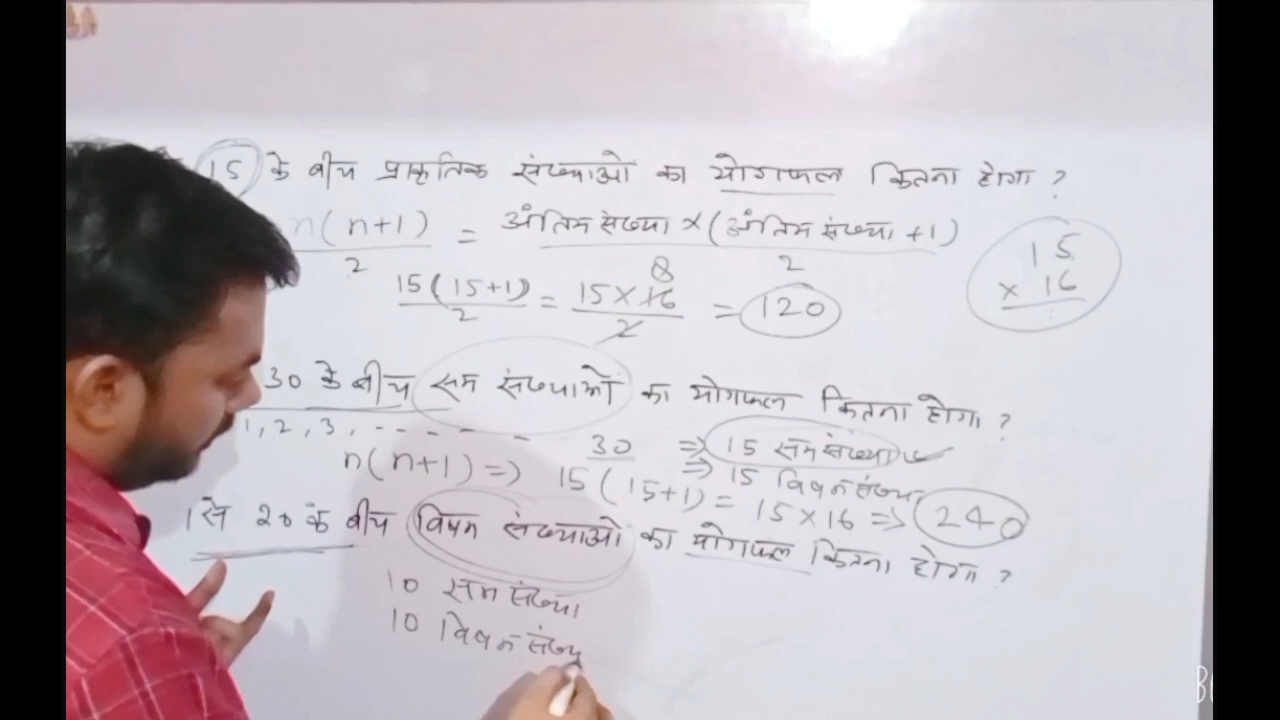 15 के बीच प्राकृतिक संख्याओ का योगफल कितना होगा ?
n(n+1)/2 = अंतिम संख्या × (अंतिम संख्या +1)/2
15
× 16
15(15+1)/2 = 15×16/2 = 120
8
30 के बीच सम संख्याओं का योगफल कितना होगा ?
1, 2, 3, - - - - - - 30 => 15 सम संख्या
=> 15 विषम संख्या
n(n+1) => 15(15+1) = 15×16 => 240
1 से 20 के बीच विषम संख्याओ का योगफल कितना होगा ?
10 सम संख्या
10 विषम संख्य